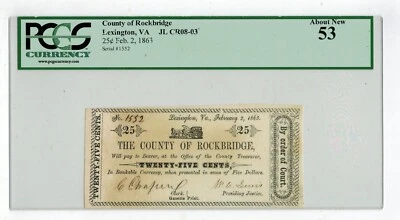 PCGS
CURRENCY
www.pcgscurrency.com
County of Rockbridge
Lexington, VA JL CR08-03
25¢ Feb. 2, 1863
Serial #1552
About New
53
TWENTY-FIVE CENTS.
No. 1552
Lexington, Va., February 2, 1863.
25
25
THE COUNTY OF ROCKBRIDGE,
Will pay to Bearer, at the office of the County Treasurer,
TWENTY-FIVE CENTS,
In Bankable Currency, when presented in sums of Five Dollars.
Clerk.
Presiding Justice.
Gazette Print.
By order of Court.